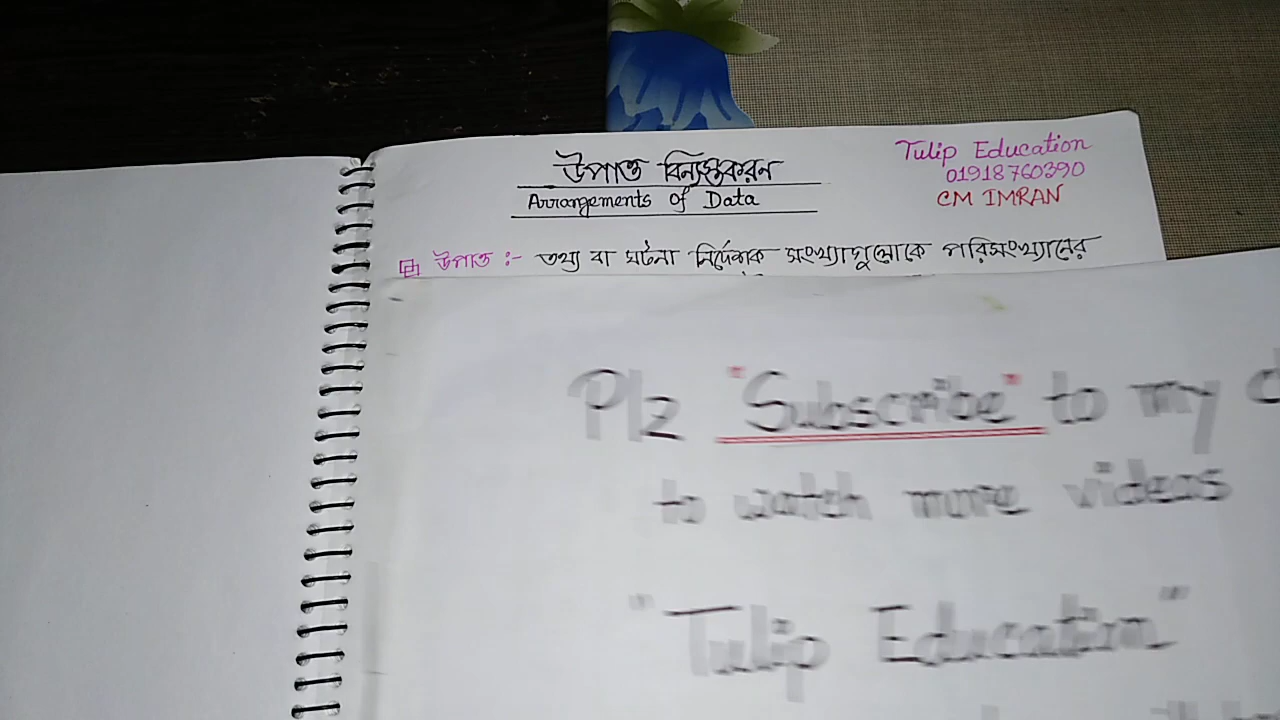 উপাত্ত বিন্যস্তকরন
Arrangements of Data
Tulip Education
01918760390
CM IMRAN
উপাত্ত :- তথ্য বা ঘটনা নির্দেশক সংখ্যাগুলোকে পরিসংখ্যানের
Plz "Subscribe" to my
to watch more videos
"Tulip Education"